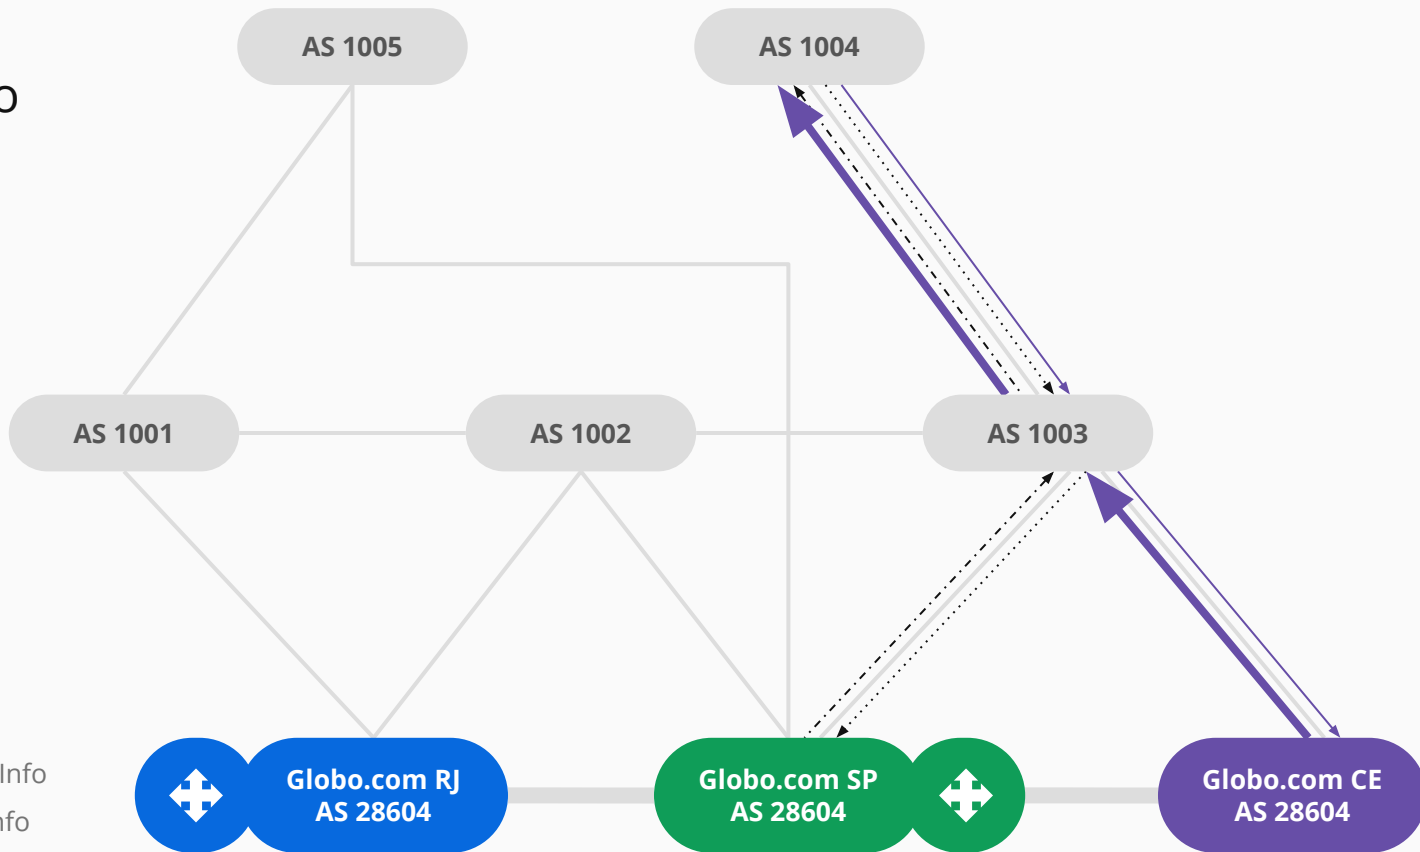 AS 1005
AS 1004
o
AS 1001
AS 1002
AS 1003
Info
nfo
Globo.com RJ
AS 28604
Globo.com SP
AS 28604
Globo.com CE
AS 28604